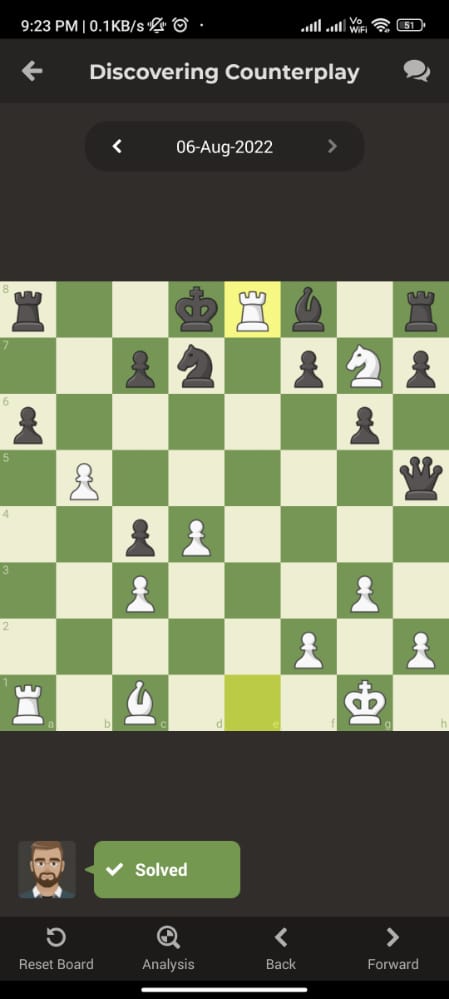 9:23 PM | 0.1KB/s
Vo WiFi 51
Discovering Counterplay
06-Aug-2022
8
7
6
5
4
3
2
1
a b c d e f g h
Solved
Reset Board Analysis Back Forward